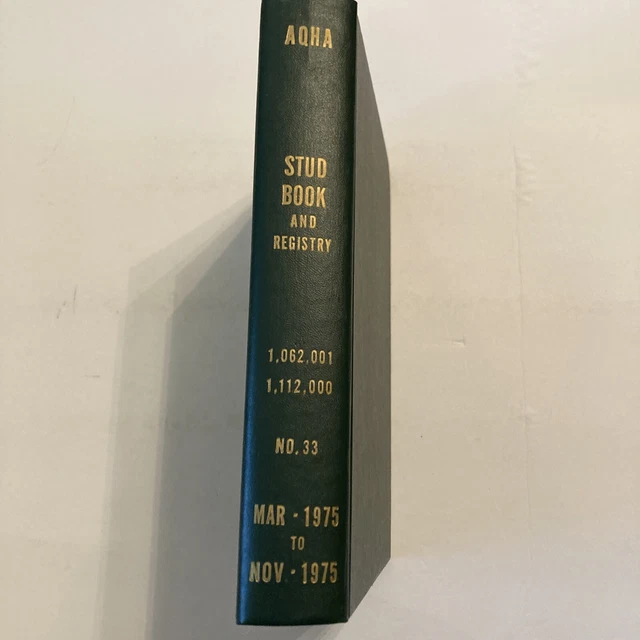 AQHA
STUD
BOOK
AND
REGISTRY
1,062,001
1,112,000
NO. 33
MAR · 1975
TO
NOV · 1975